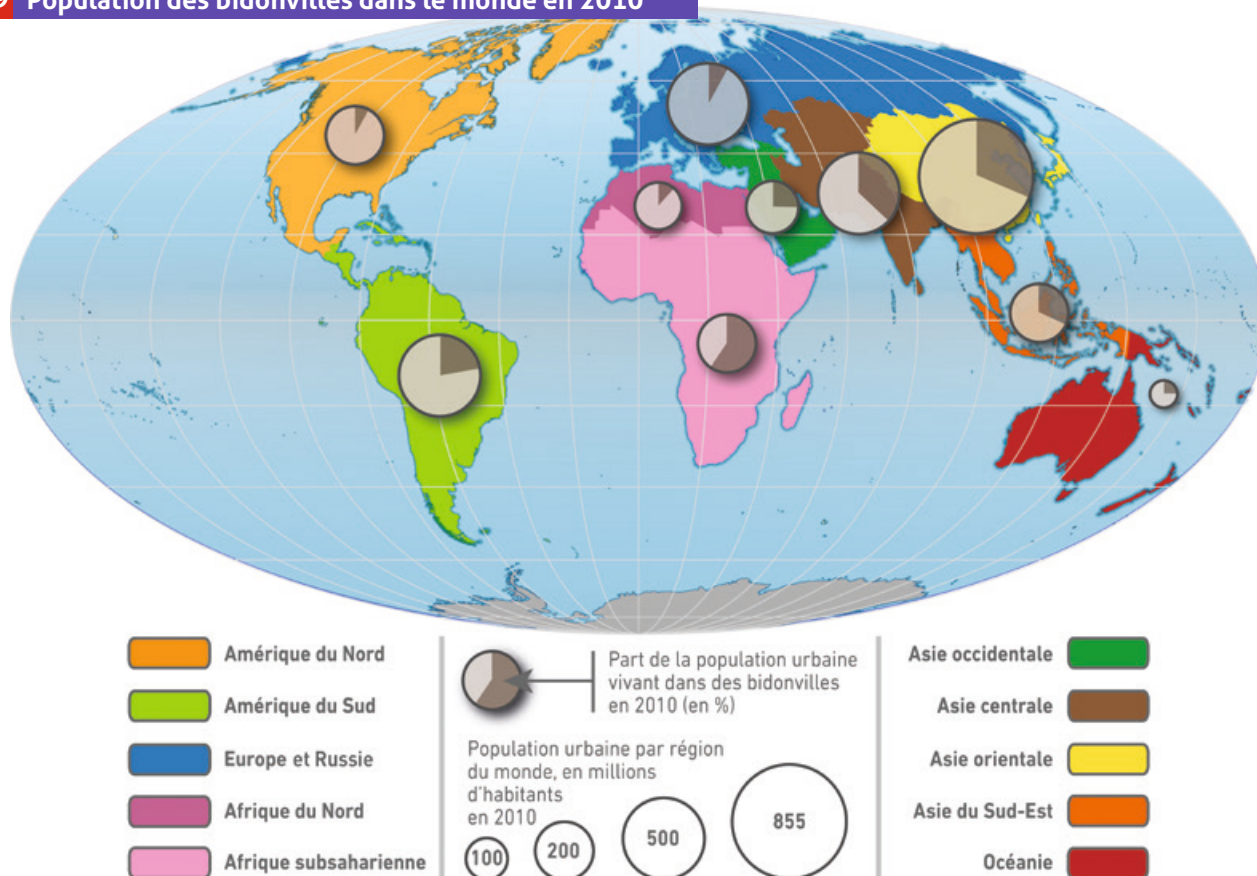 Population des bidonvilles dans le monde en 2010
Amérique du Nord
Amérique du Sud
Europe et Russie
Afrique du Nord
Afrique subsaharienne
Part de la population urbaine
vivant dans des bidonvilles
en 2010 (en %)
Population urbaine par région
du monde, en millions
d'habitants
en 2010
100
200
500
855
Asie occidentale
Asie centrale
Asie orientale
Asie du Sud-Est
Océanie